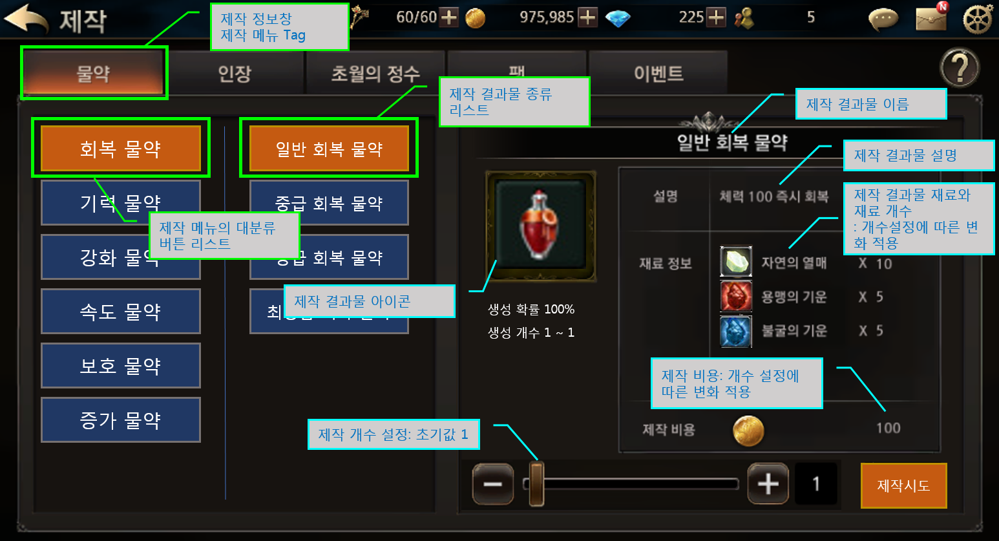 제작
제작 정보창
제작 메뉴 Tag
60/60
975,985
225
5
N
물약
인장
초월의 정수
팩
이벤트
?
제작 결과물 종류
리스트
제작 결과물 이름
회복 물약
일반 회복 물약
일반 회복 물약
제작 결과물 설명
기력 물약
중급 회복 물약
설명
체력 100 즉시 회복
제작 결과물 재료와
재료 개수
: 개수설정에 따른 변
화 적용
제작 메뉴의 대분류
버튼 리스트
강화 물약
회복 물약
재료 정보
자연의 열매 X 10
제작 결과물 아이콘
용맹의 기운 X 5
속도 물약
생성 확률 100%
생성 개수 1 ~ 1
불굴의 기운 X 5
보호 물약
제작 비용: 개수 설정에
따른 변화 적용
증가 물약
제작 개수 설정: 초기값 1
제작 비용
100
1
제작시도